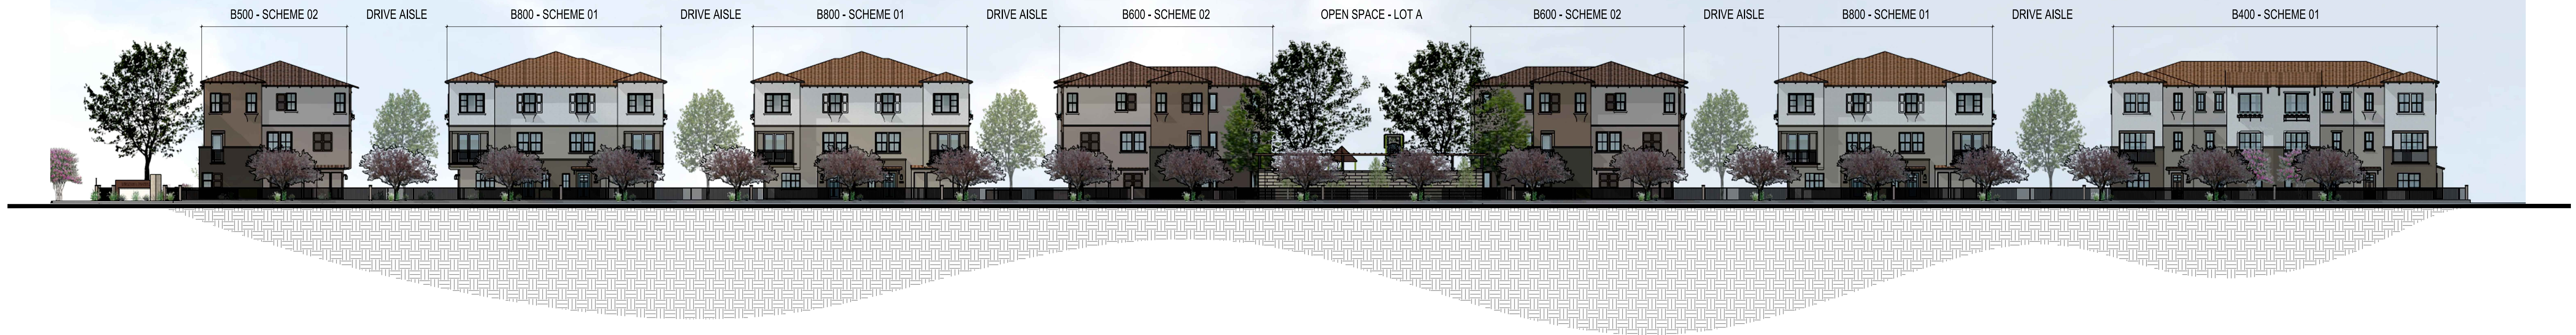 B500 - SCHEME 02
DRIVE AISLE
B800 - SCHEME 01
DRIVE AISLE
B800 - SCHEME 01
DRIVE AISLE
B600 - SCHEME 02
OPEN SPACE - LOT A
B600 - SCHEME 02
DRIVE AISLE
B800 - SCHEME 01
DRIVE AISLE
B400 - SCHEME 01